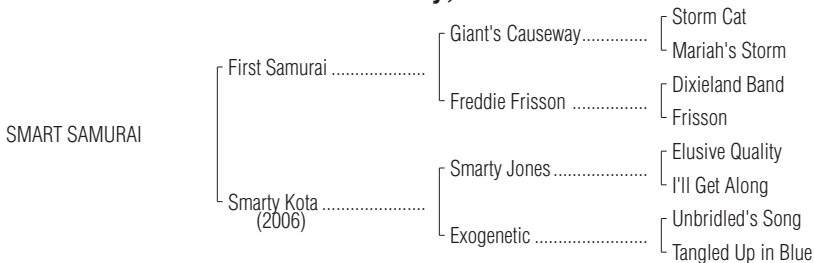 Storm Cat
Giant's Causeway..............
Mariah's Storm
First Samurai ....................
Dixieland Band
Freddie Frisson ................
Frisson
SMART SAMURAI
Elusive Quality
Smarty Jones....................
I'll Get Along
Smarty Kota ......................
(2006)
Unbridled's Song
Exogenetic ........................
Tangled Up in Blue